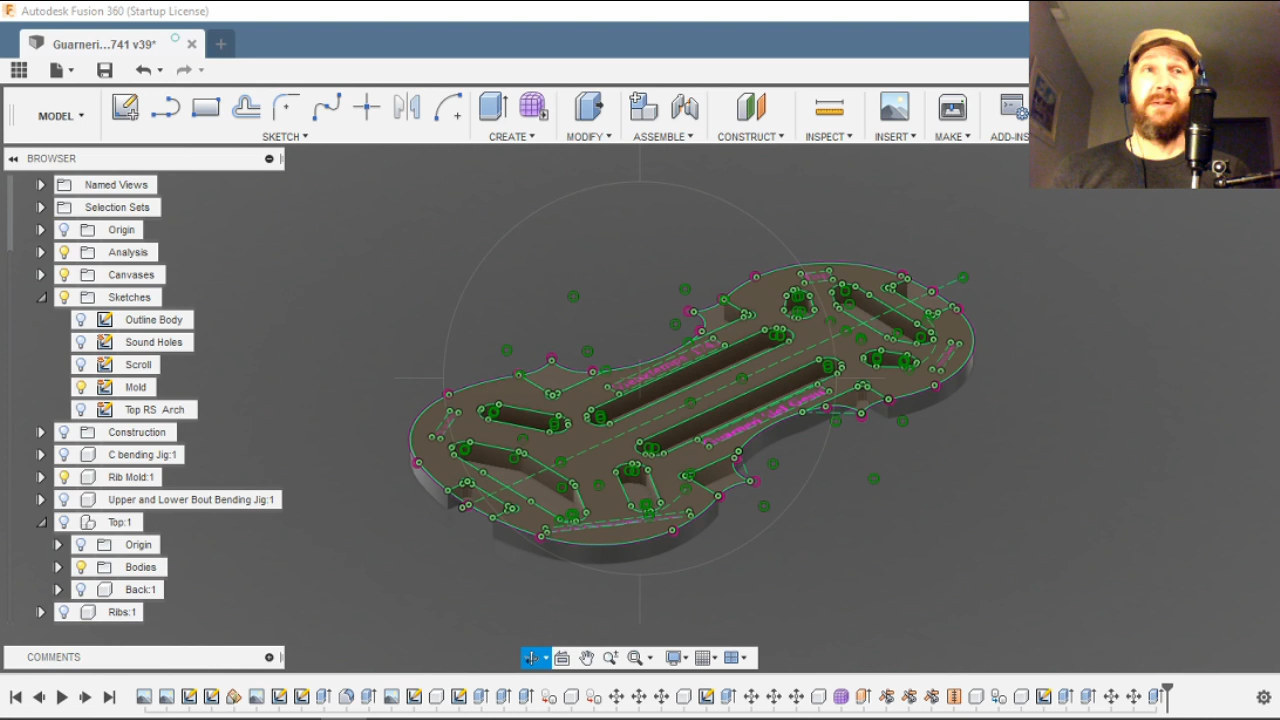 Autodesk Fusion 360 (Startup License)
Guarneri...741 v39*
MODEL
SKETCH
CREATE
MODIFY
ASSEMBLE
CONSTRUCT
INSPECT
INSERT
MAKE
ADD-INS
BROWSER
Named Views
Selection Sets
Origin
Analysis
Canvases
Sketches
Outline Body
Sound Holes
Scroll
Mold
Top RS Arch
Construction
C bending Jig:1
Rib Mold:1
Upper and Lower Bout Bending Jig:1
Top:1
Origin
Bodies
Back:1
Ribs:1
COMMENTS